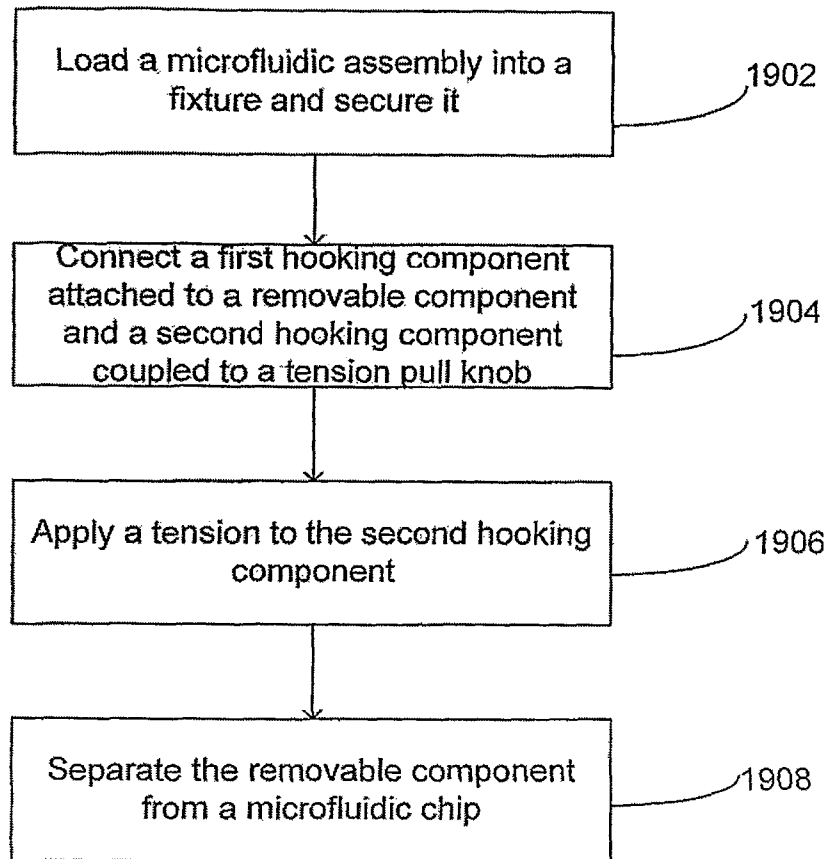 Load a microfluidic assembly into a
fixture and secure it
1902
Connect a first hooking component
attached to a removable component
and a second hooking component
coupled to a tension pull knob
1904
Apply a tension to the second hooking
component
1906
Separate the removable component
from a microfluidic chip
1908